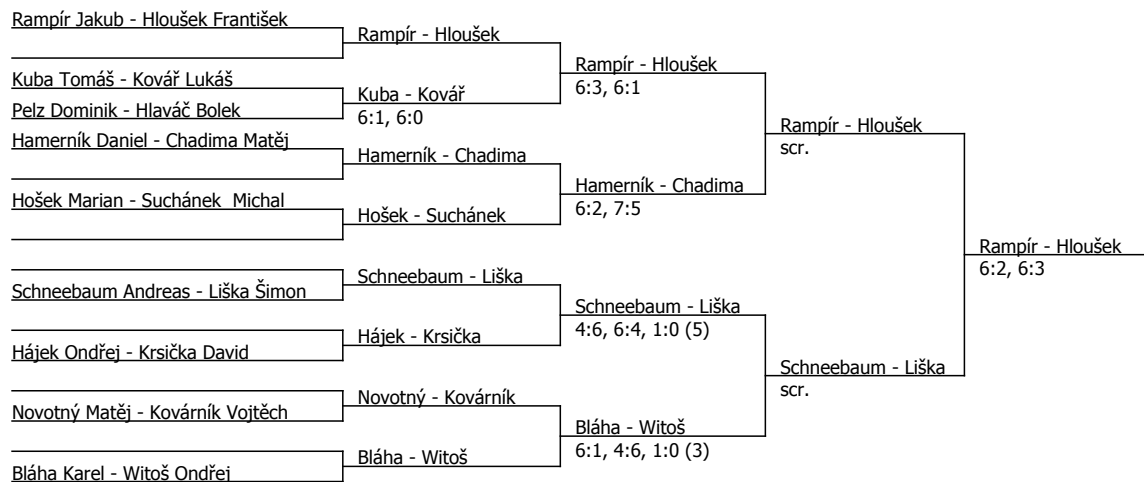 Rampír Jakub - Hloušek František
Kuba Tomáš - Kovář Lukáš
Pelz Dominik - Hlaváč Bolek
Hamerník Daniel - Chadima Matěj
Hošek Marian - Suchánek  Michal
Schneebaum Andreas - Liška Šimon
Hájek Ondřej - Krsička David
Novotný Matěj - Kovárník Vojtěch
Bláha Karel - Witoš Ondřej
Rampír - Hloušek
Kuba - Kovář
6:1, 6:0
Hamerník - Chadima
Hošek - Suchánek
Schneebaum - Liška
Hájek - Krsička
Novotný - Kovárník
Bláha - Witoš
Rampír - Hloušek
6:3, 6:1
Hamerník - Chadima
6:2, 7:5
Schneebaum - Liška
4:6, 6:4, 1:0 (5)
Bláha - Witoš
6:1, 4:6, 1:0 (3)
Rampír - Hloušek
scr.
Schneebaum - Liška
scr.
Rampír - Hloušek
6:2, 6:3